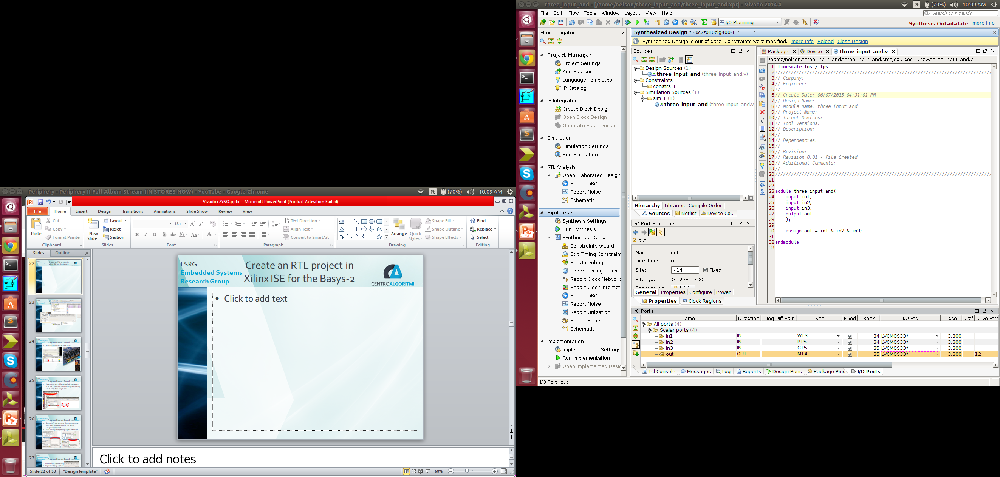 three_input_and - [/home/nelson/three_input_and/three_input_and.xpr] - Vivado 2014.4
Pt (70%) 10:09 AM
File Edit Flow Tools Window Layout View Help
Search commands
I/O Planning
Synthesis Out-of-date more info
Flow Navigator
Project Manager
Project Settings
Add Sources
Language Templates
IP Catalog
IP Integrator
Create Block Design
Open Block Design
Generate Block Design
Simulation
Simulation Settings
Run Simulation
RTL Analysis
Open Elaborated Design
Report DRC
Report Noise
Schematic
Synthesis
Synthesis Settings
Run Synthesis
Synthesized Design
Constraints Wizard
Edit Timing Constrain
Set Up Debug
Report Timing Summa
Report Clock Network
Report Clock Interact
Report DRC
Report Noise
Report Utilization
Report Power
Schematic
Implementation
Implementation Settings
Run Implementation
Open Implemented Desig
Synthesized Design * - xc7z010clg400-1 (active)
Synthesized Design is out-of-date. Constraints were modified. more info Reload Close Design
Sources
Design Sources (1)
three_input_and (three_input_and.v)
Constraints
constrs_1
Simulation Sources (1)
sim_1 (1)
three_input_and (three_input_and.v
Hierarchy Libraries Compile Order
Sources Netlist Device Co..
I/O Port Properties
out
Name: out
Direction: OUT
Site: M14 Fixed
Site type: IO_L23P_T3_35
General Properties Configure Power
Properties Clock Regions
Package Device three_input_and.v
/home/nelson/three_input_and/three_input_and.srcs/sources_1/new/three_input_and.v
1 `timescale 1ns / 1ps
2 //////////////////////////////////////////////////////////////////////////////////
3 // Company:
4 // Engineer:
5 //
6 // Create Date: 06/07/2015 04:31:01 PM
7 // Design Name:
8 // Module Name: three_input_and
9 // Project Name:
10 // Target Devices:
11 // Tool Versions:
12 // Description:
13 //
14 // Dependencies:
15 //
16 // Revision:
17 // Revision 0.01 - File Created
18 // Additional Comments:
19 //
20 //////////////////////////////////////////////////////////////////////////////////
21
22
23 module three_input_and(
24 input in1,
25 input in2,
26 input in3,
27 output out
28 );
29
30 assign out = in1 & in2 & in3;
31
32 endmodule
33
I/O Ports
Name Direction Neg Diff Pair Site Fixed Bank I/O Std Vcco Vref Drive Stre
All ports (4)
Scalar ports (4)
in1 IN W13 34 LVCMOS33* 3.300
in2 IN P15 34 LVCMOS33* 3.300
in3 IN G15 35 LVCMOS33* 3.300
out OUT M14 35 LVCMOS33* 3.300 12
Tcl Console Messages Log Reports Design Runs Package Pins I/O Ports
I/O Port: out
Periphery - Periphery II Full Album Stream (IN STORES NOW) - YouTube - Google Chrome
Pt (70%) 10:09 AM
Vivado+ZYBO.pptx - Microsoft PowerPoint (Product Activation Failed)
File Home Insert Design Transitions Animations Slide Show Review View
Paste
Cut
Copy
Format Painter
Clipboard
New Slide
Layout
Reset
Section
Slides
18+
Font
Text Direction
Align Text
Convert to SmartArt
Paragraph
Arrange
Quick Styles
Shape Fill
Shape Outline
Shape Effects
Drawing
Find
Replace
Select
Editing
Slides Outline
22
23
24
Program Basys-2 Board
25
Program Basys-2 Board
26
Program Basys-2 Board
27
Program Basys-2 Board
ESRG
Embedded Systems
Research Group
Create an RTL project in
Xilinx ISE for the Basys-2
CENTROALGORITMI
• Click to add text
Click to add notes
Slide 22 of 53 "DesignTemplate" 68%